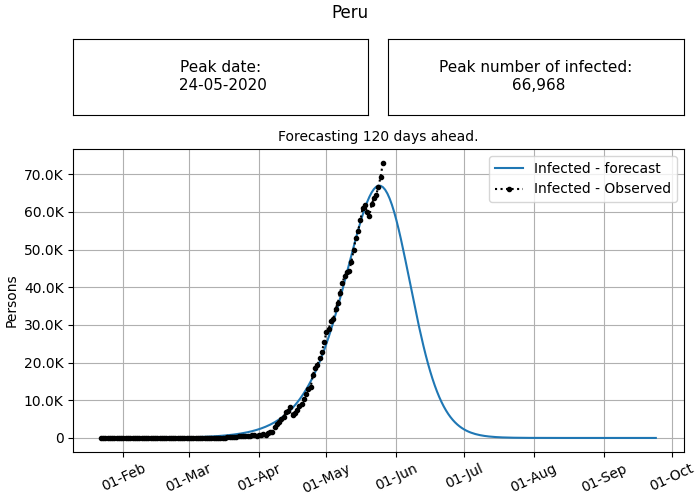 Peru
Peak date:
24-05-2020
Peak number of infected:
66,968
Forecasting 120 days ahead.
Infected - forecast
Infected - Observed
Persons
70.0K
60.0K
50.0K
40.0K
30.0K
20.0K
10.0K
0
01-Feb
01-Mar
01-Apr
01-May
01-Jun
01-Jul
01-Aug
01-Sep
01-Oct